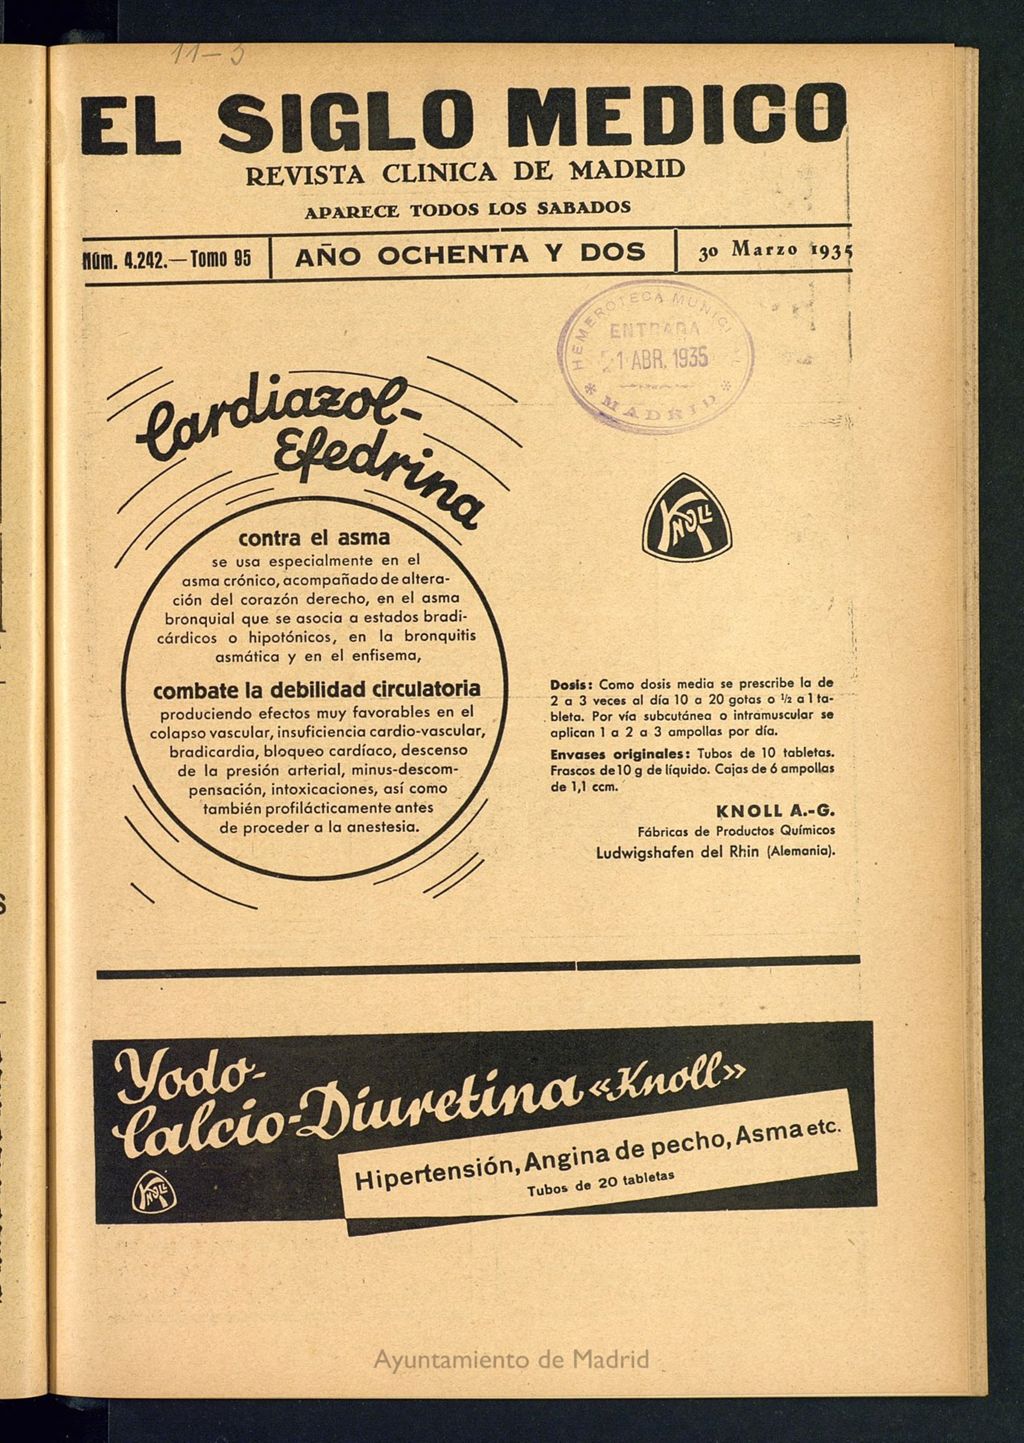 11-3
EL SIGLO MEDICO
REVISTA CLINICA DE MADRID
APARECE TODOS LOS SABADOS
Núm. 4.242.—Tomo 95
AÑO OCHENTA Y DOS
30 Marzo 1935
HEMEROTECA MUNICI
ENTRADA
1 ABR. 1935
MADRID
Cardiazol-
Efedrina
contra el asma
se usa especialmente en el
asma crónico, acompañado de altera-
ción del corazón derecho, en el asma
bronquial que se asocia a estados bradi-
cárdicos o hipotónicos, en la bronquitis
asmática y en el enfisema,
combate la debilidad circulatoria
produciendo efectos muy favorables en el
colapso vascular, insuficiencia cardio-vascular,
bradicardia, bloqueo cardíaco, descenso
de la presión arterial, minus-descom-
pensación, intoxicaciones, así como
también profilácticamente antes
de proceder a la anestesia.
KNOLL
Dosis: Como dosis media se prescribe la de
2 a 3 veces al día 10 a 20 gotas o ½ a 1 ta-
bleta. Por vía subcutánea o intramuscular se
aplican 1 a 2 a 3 ampollas por día.
Envases originales: Tubos de 10 tabletas.
Frascos de 10 g de líquido. Cajas de 6 ampollas
de 1,1 ccm.
KNOLL A.-G.
Fábricas de Productos Químicos
Ludwigshafen del Rhin (Alemania).
Yodo-
Calcio-Diuretina «Knoll»
Hipertensión, Angina de pecho, Asma etc.
Tubos de 20 tabletas
KNOLL
Ayuntamiento de Madrid